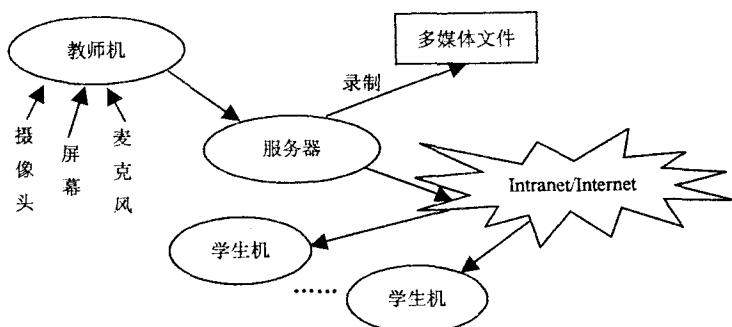 教师机
多媒体文件
录制
摄像头
屏幕
麦克风
服务器
Intranet/Internet
学生机
……
学生机